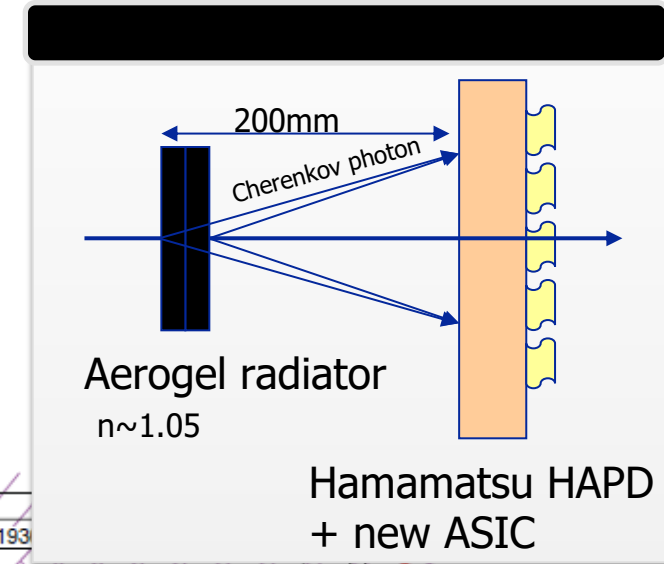 200mm
Cherenkov photon
Aerogel radiator
n~1.05
Hamamatsu HAPD
+ new ASIC